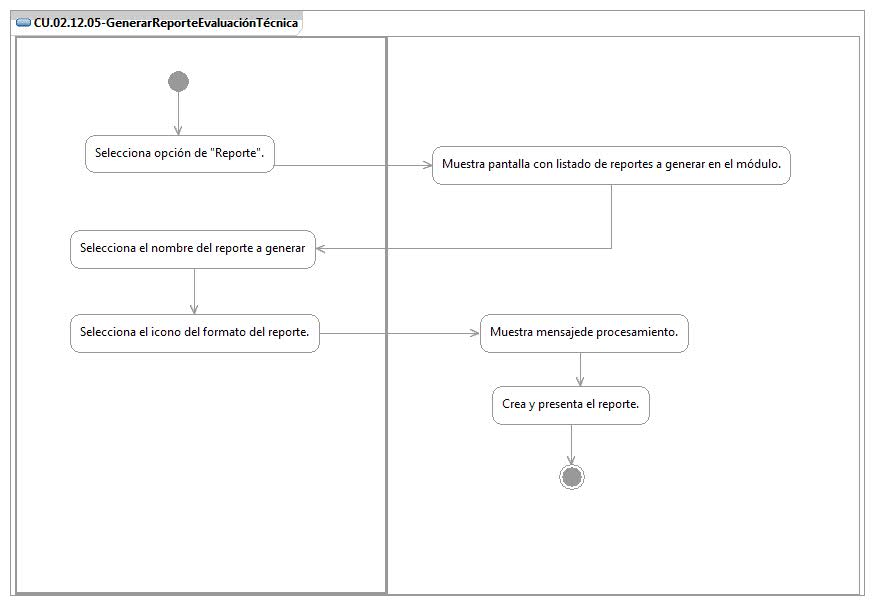 CU.02.12.05-GenerarReporteEvaluaciónTécnica
Selecciona opción de "Reporte".
Muestra pantalla con listado de reportes a generar en el módulo.
Selecciona el nombre del reporte a generar
Selecciona el icono del formato del reporte.
Muestra mensajede procesamiento.
Crea y presenta el reporte.